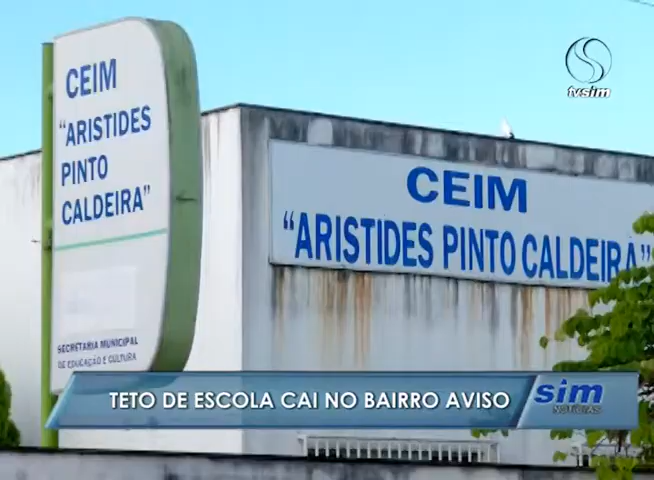 tvsim
CEIM
"ARISTIDES
PINTO
CALDEIRA"
SECRETARIA MUNICIPAL
DE EDUCAÇÃO E CULTURA
CEIM
"ARISTIDES PINTO CALDEIRA"
TETO DE ESCOLA CAI NO BAIRRO AVISO
sim
NOTÍCIAS